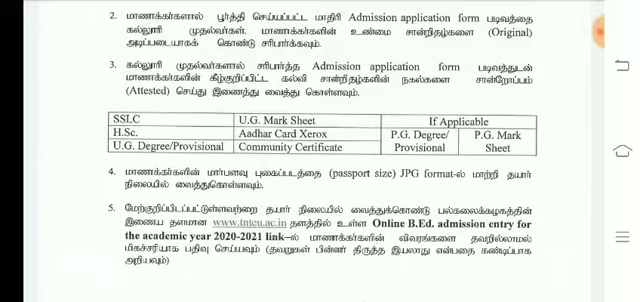 2. மாணாக்கர்களால் பூர்த்தி செய்யப்பட்ட மாதிரி Admission application form படிவத்தை
கல்லூரி முதல்வர்கள். மாணாக்கர்களின் உண்மை சான்றிதழ்களை (Original)
அடிப்படையாகக் கொண்டு சரிபார்க்கவும்.
3. கல்லூரி முதல்வர்களால் சரிபார்த்த Admission application form படிவத்துடன்
மாணாக்கர்களின் கீழ்குறிப்பிட்ட கல்வி சான்றிதழ்களின் நகல்களை சான்றோப்பம்
(Attested) செய்து இணைத்து வைத்து கொள்ளவும்.
SSLC U.G. Mark Sheet If Applicable
H.Sc. Aadhar Card Xerox P.G. Degree/ P.G. Mark
U.G. Degree/Provisional Community Certificate Provisional Sheet
4. மாணாக்கர்களின் மார்பளவு புகைப்படத்தை (passport size) JPG format-ல் மாற்றி தயார்
நிலையில் வைத்துகொள்ளவும்.
5. மேற்குறிப்பிடப்பட்டுள்ளவற்றை தயார் நிலையில் வைத்துக்கொண்டு பல்கலைக்கழகத்தின்
இணைய தளமான www.tnteu.ac.in தளத்தில் உள்ள Online B.Ed. admission entry for
the academic year 2020-2021 link–ல் மாணாக்கர்களின் விவரங்களை தவறில்லாமல்
மிகச்சரியாக பதிவு செய்யவும் (தவறுகள் பின்னர் திருத்த இயலாது என்பதை கண்டிப்பாக
அறியவும்)